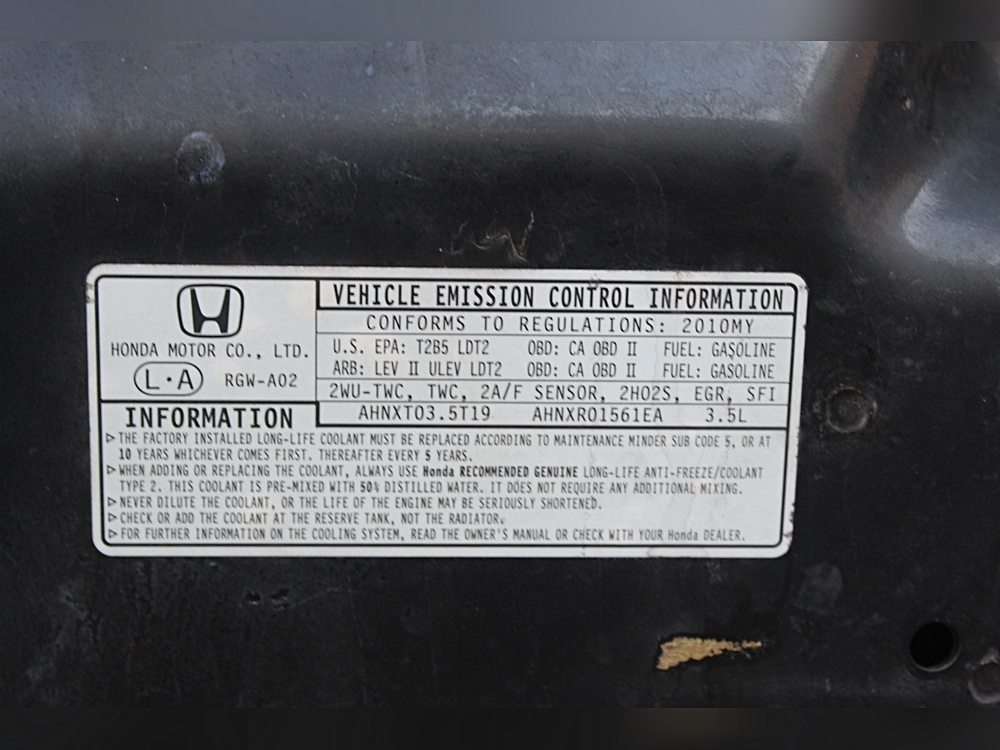 VEHICLE EMISSION CONTROL INFORMATION
HONDA MOTOR CO., LTD.
L·A RGW-A02
CONFORMS TO REGULATIONS: 2010MY
U.S. EPA: T2B5 LDT2 OBD: CA OBD II FUEL: GASOLINE
ARB: LEV II ULEV LDT2 OBD: CA OBD II FUEL: GASOLINE
2WU-TWC, TWC, 2A/F SENSOR, 2HO2S, EGR, SFI
AHNXT03.5T19 AHNXR01561EA 3.5L
INFORMATION
▷THE FACTORY INSTALLED LONG-LIFE COOLANT MUST BE REPLACED ACCORDING TO MAINTENANCE MINDER SUB CODE 5, OR AT
10 YEARS WHICHEVER COMES FIRST. THEREAFTER EVERY 5 YEARS.
▷WHEN ADDING OR REPLACING THE COOLANT, ALWAYS USE Honda RECOMMENDED GENUINE LONG-LIFE ANTI-FREEZE/COOLANT
TYPE 2. THIS COOLANT IS PRE-MIXED WITH 50% DISTILLED WATER. IT DOES NOT REQUIRE ANY ADDITIONAL MIXING.
▷NEVER DILUTE THE COOLANT, OR THE LIFE OF THE ENGINE MAY BE SERIOUSLY SHORTENED.
▷CHECK OR ADD THE COOLANT AT THE RESERVE TANK, NOT THE RADIATOR.
▷FOR FURTHER INFORMATION ON THE COOLING SYSTEM, READ THE OWNER'S MANUAL OR CHECK WITH YOUR Honda DEALER.